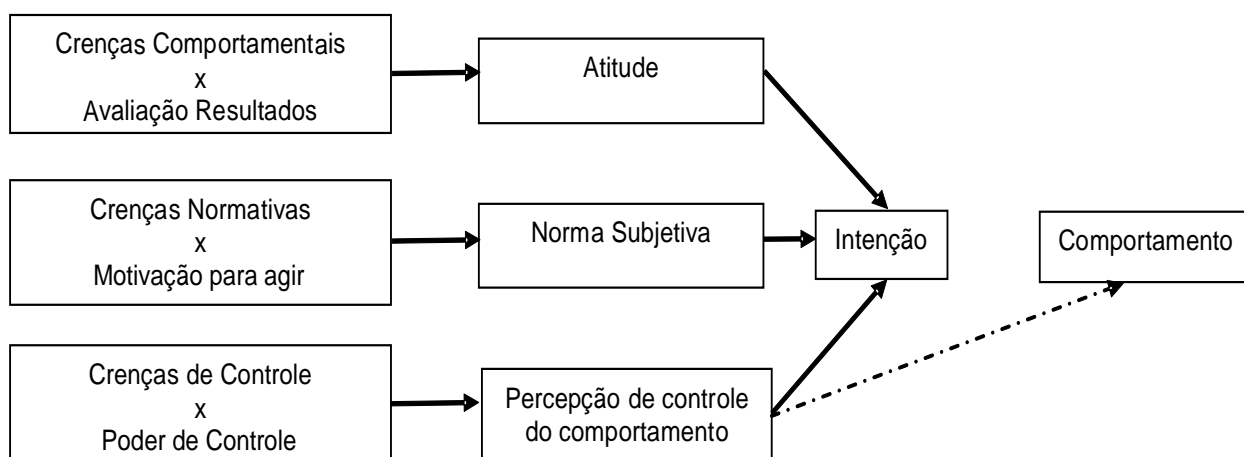 Crenças Comportamentais
x
Avaliação Resultados
Atitude
Crenças Normativas
x
Motivação para agir
Norma Subjetiva
Intenção
Comportamento
Crenças de Controle
x
Poder de Controle
Percepção de controle
do comportamento